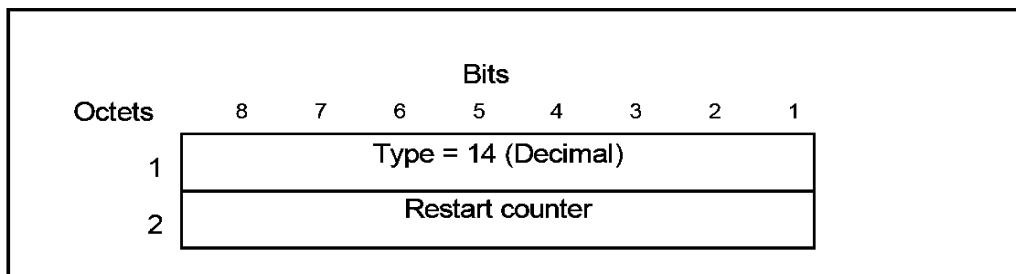 Bits
Octets 8 7 6 5 4 3 2 1
1 Type = 14 (Decimal)
2 Restart counter